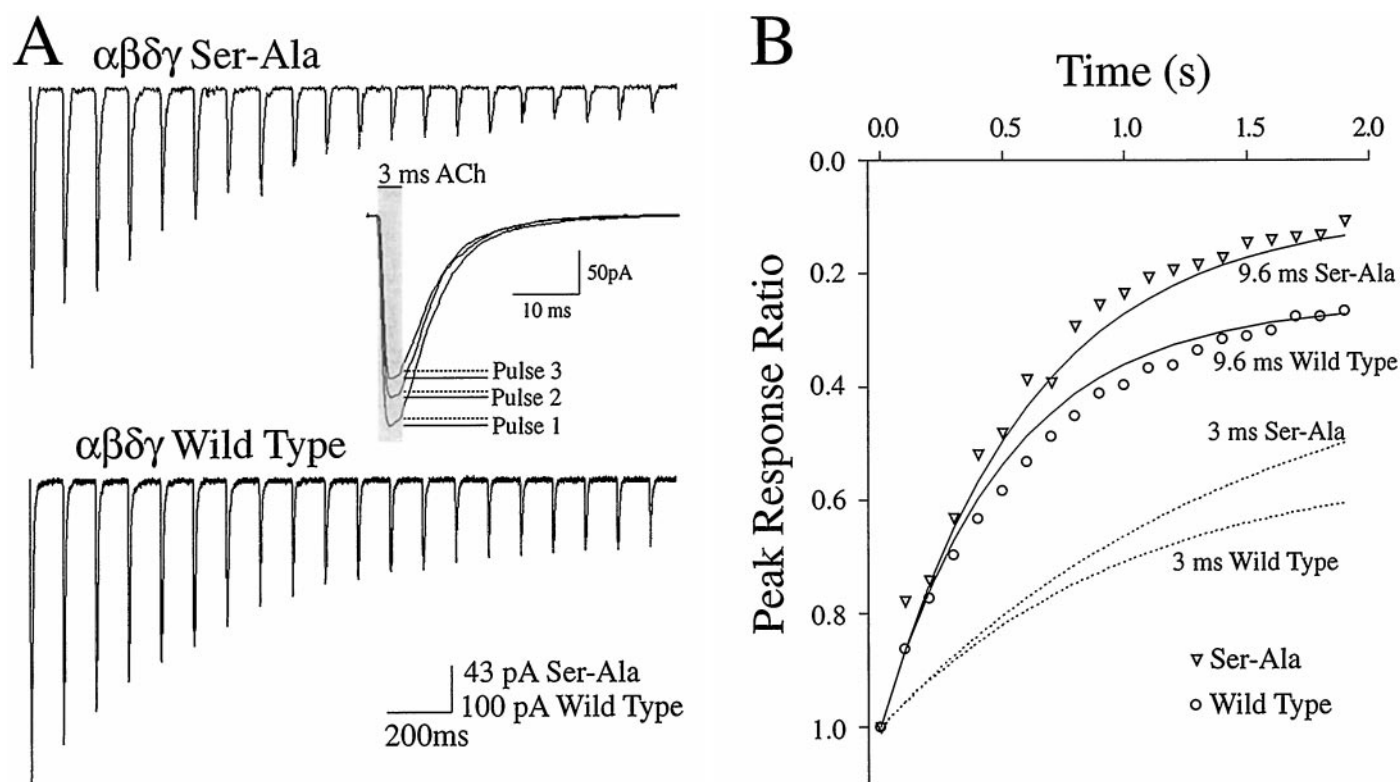 A
αβδγ Ser-Ala
3 ms ACh
50pA
10 ms
Pulse 3
Pulse 2
Pulse 1
αβδγ Wild Type
43 pA Ser-Ala
100 pA Wild Type
200ms
B
Time (s)
0.0 0.5 1.0 1.5 2.0
Peak Response Ratio
0.0
0.2
0.4
0.6
0.8
1.0
9.6 ms Ser-Ala
9.6 ms Wild Type
3 ms Ser-Ala
3 ms Wild Type
Ser-Ala
Wild Type